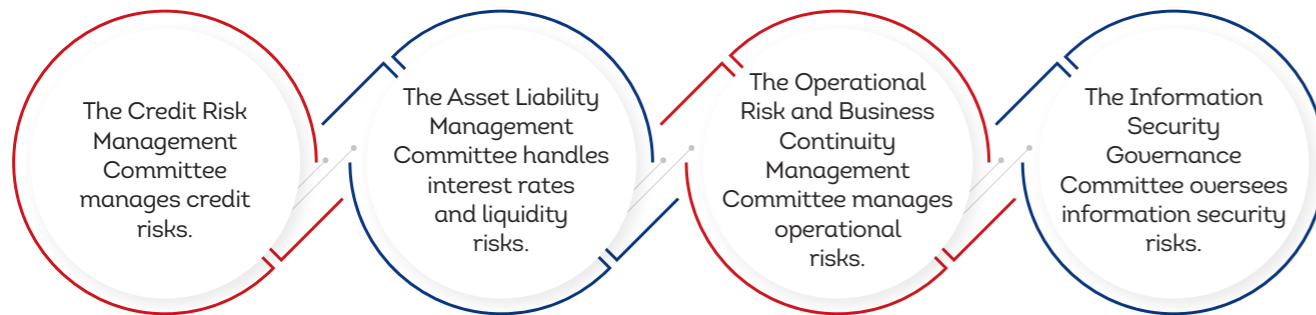 The Credit Risk
Management
Committee
manages credit
risks.
The Asset Liability
Management
Committee handles
interest rates
and liquidity
risks.
The Operational
Risk and Business
Continuity
Management
Committee manages
operational
risks.
The Information
Security
Governance
Committee oversees
information security
risks.